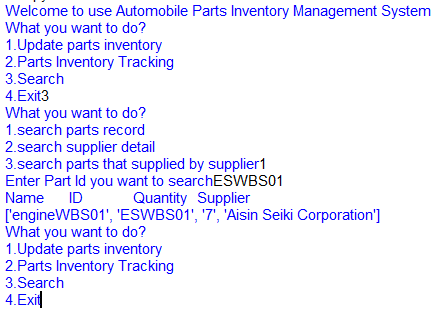 Welcome to use Automobile Parts Inventory Management System
What you want to do?
1.Update parts inventory
2.Parts Inventory Tracking
3.Search
4.Exit3
What you want to do?
1.search parts record
2.search supplier detail
3.search parts that supplied by supplier1
Enter Part Id you want searchESWBS01
Name ID Quantity Supplier
['engineWBS01', 'ESWBS01', '7', 'Aisin Seiki Corporation']
What you want to do?
1.Update parts inventory
2.Parts Inventory Tracking
3.Search
4.Exit